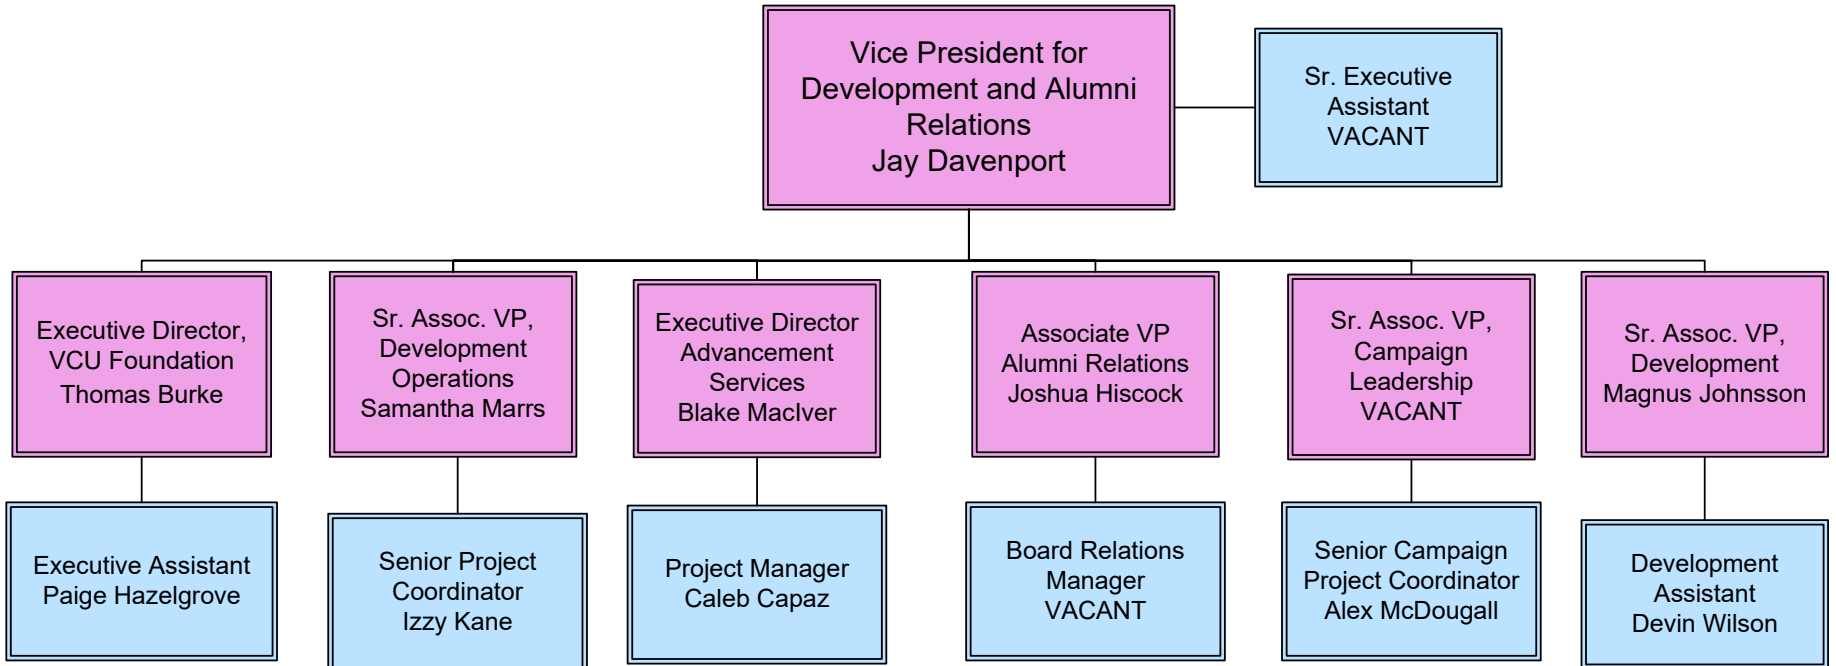 Vice President for
Development and Alumni
Relations
Jay Davenport
Sr. Executive
Assistant
VACANT
Executive Director,
VCU Foundation
Thomas Burke
Sr. Assoc. VP,
Development
Operations
Samantha Marrs
Executive Director
Advancement
Services
Blake MacIver
Associate VP
Alumni Relations
Joshua Hiscock
Sr. Assoc. VP,
Campaign
Leadership
VACANT
Sr. Assoc. VP,
Development
Magnus Johnsson
Executive Assistant
Paige Hazelgrove
Senior Project
Coordinator
Izzy Kane
Project Manager
Caleb Capaz
Board Relations
Manager
VACANT
Senior Campaign
Project Coordinator
Alex McDougall
Development
Assistant
Devin Wilson